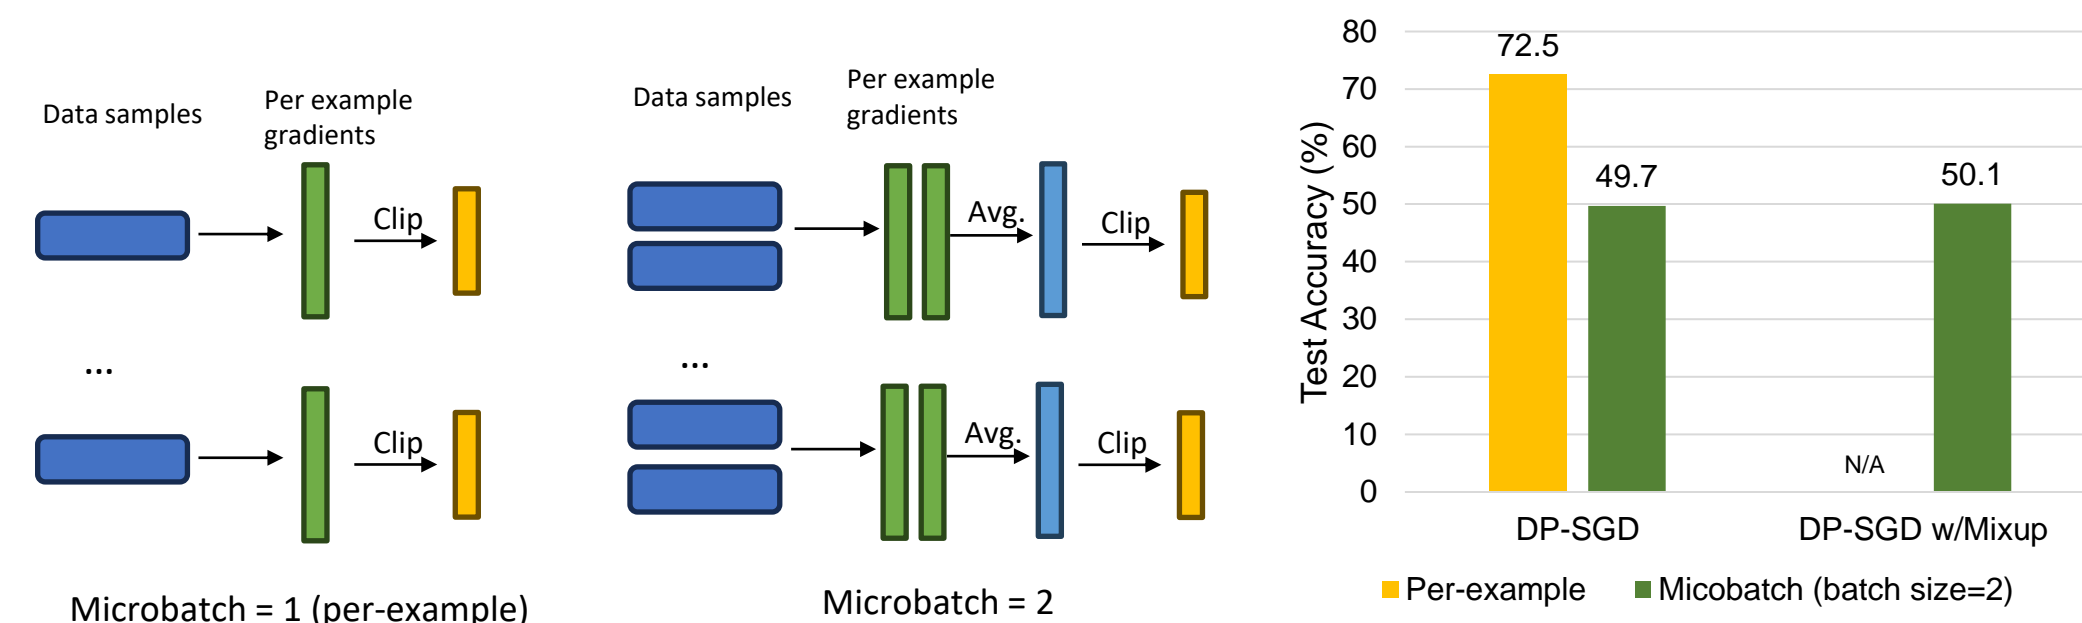 Data samples
Per example
gradients
Clip
...
Clip
Microbatch = 1 (per-example)
Data samples
Per example
gradients
Avg.
Clip
...
Avg.
Clip
Microbatch = 2
Test Accuracy (%)
80
70
60
50
40
30
20
10
0
72.5
49.7
N/A
50.1
DP-SGD
DP-SGD w/Mixup
Per-example
Micobatch (batch size=2)